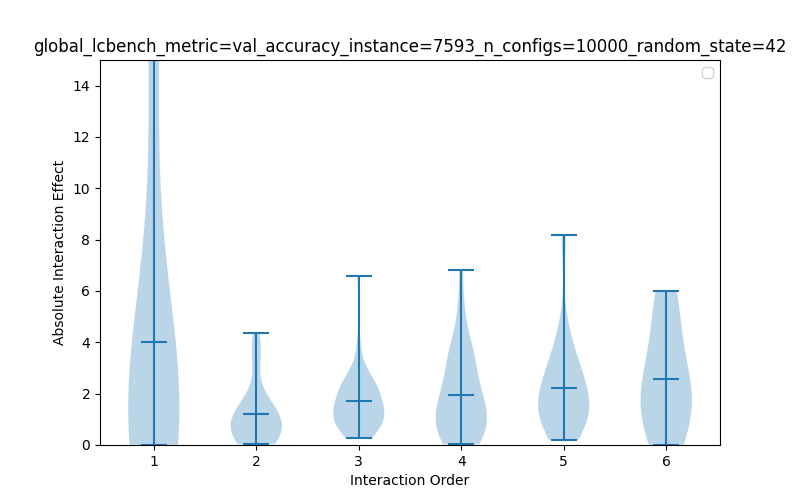 global_lcbench_metric=val_accuracy_instance=7593_n_configs=10000_random_state=42
14
12
10
8
6
4
2
0
Absolute Interaction Effect
1 2 3 4 5 6
Interaction Order